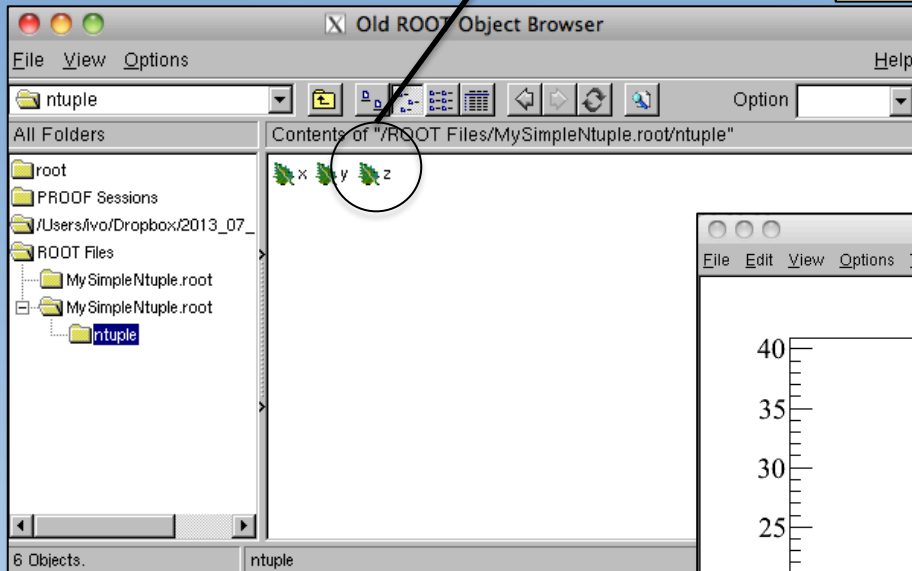 Old ROOT Object Browser
File View Options Help
ntuple Option
All Folders
Contents of "/ROOT Files/MySimpleNtuple.root/ntuple"
root
PROOF Sessions
/Users/ivo/Dropbox/2013_07_
ROOT Files
MySimpleNtuple.root
MySimpleNtuple.root
ntuple
x y z
6 Objects.
ntuple
File Edit View Options
40
35
30
25